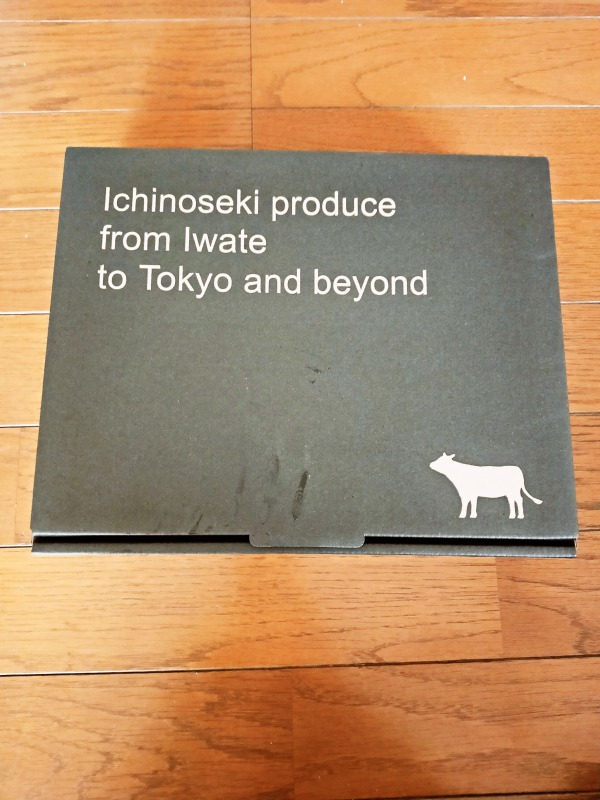 Ichinoseki produce
from Iwate
to Tokyo and beyond